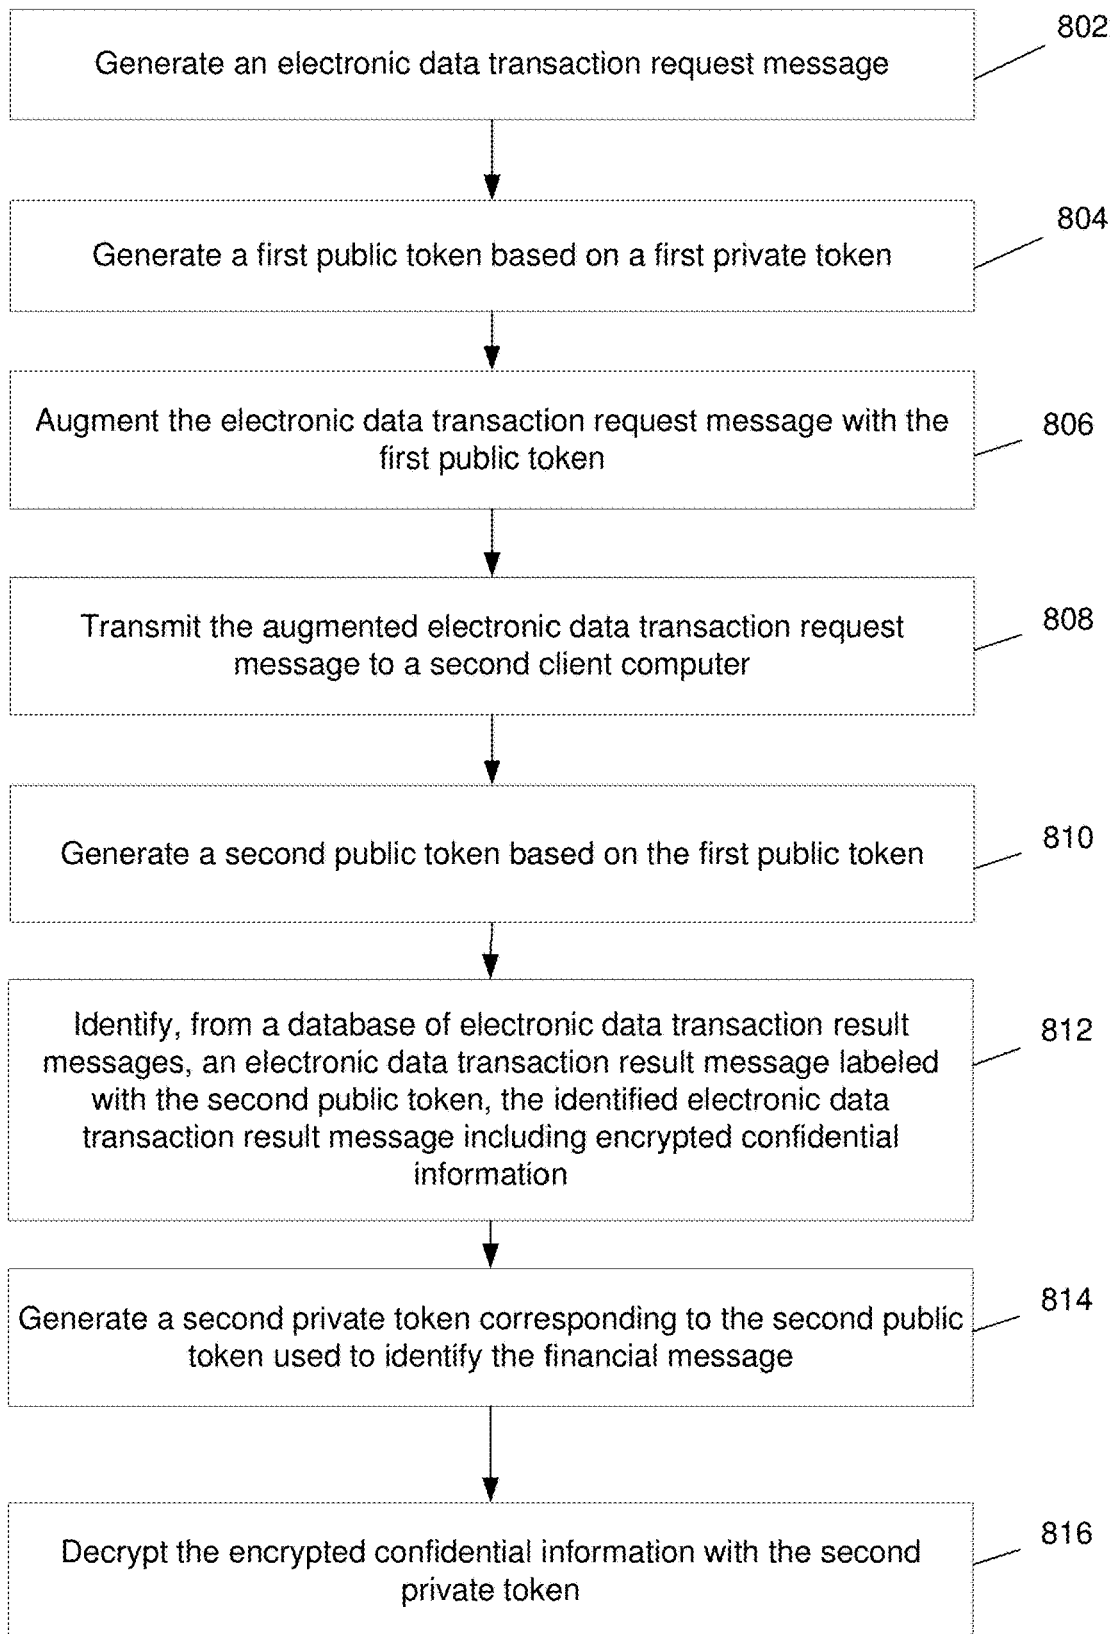 802
Generate an electronic data transaction request message
804
Generate a first public token based on a first private token
806
Augment the electronic data transaction request message with the
first public token
808
Transmit the augmented electronic data transaction request
message to a second client computer
810
Generate a second public token based on the first public token
812
Identify, from a database of electronic data transaction result
messages, an electronic data transaction result message labeled
with the second public token, the identified electronic data
transaction result message including encrypted confidential
information
814
Generate a second private token corresponding to the second public
token used to identify the financial message
816
Decrypt the encrypted confidential information with the second
private token